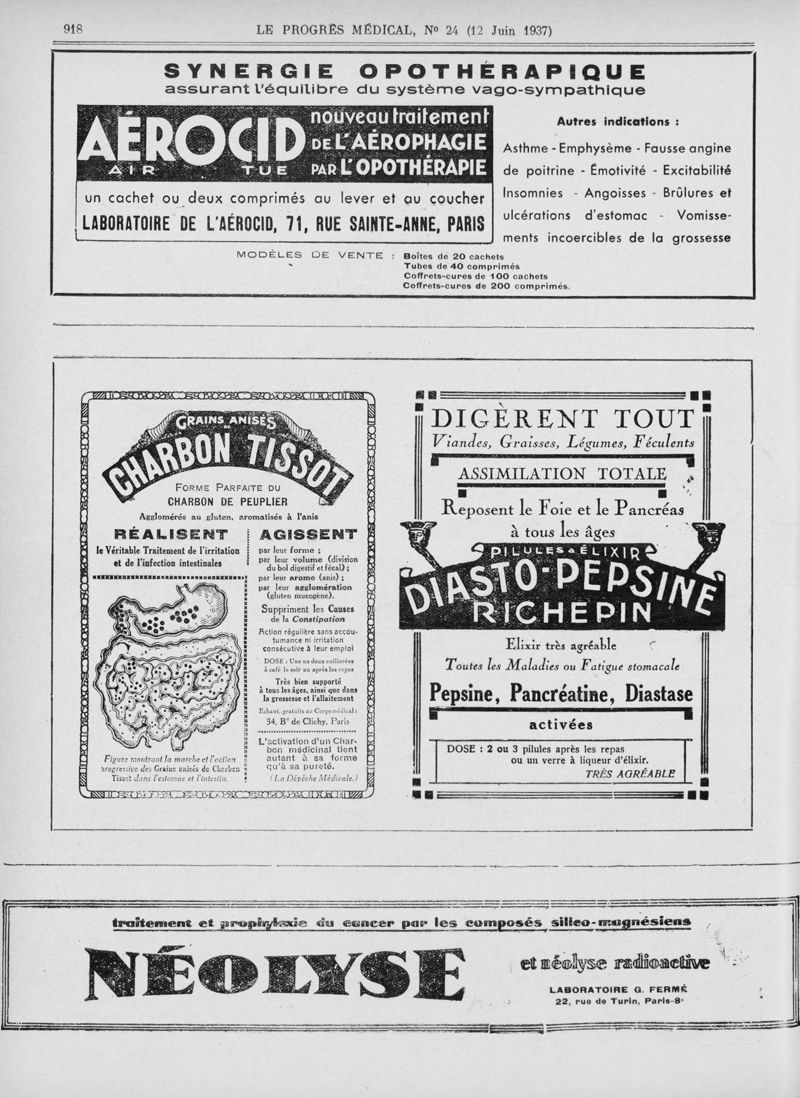 918
LE PROGRÈS MÉDICAL, N° 24 (12 Juin 1937)
SYNERGIE OPOTHÉRAPIQUE
assurant l'équilibre du système vago-sympathique
AÉROCID
AIR TUE
nouveau traitement
DE L'AÉROPHAGIE
PAR L'OPOTHÉRAPIE
un cachet ou deux comprimés au lever et au coucher
LABORATOIRE DE L'AÉROCID, 71, RUE SAINTE-ANNE, PARIS
Autres indications :
Asthme - Emphysème - Fausse angine
de poitrine - Émotivité - Excitabilité
Insomnies - Angoisses - Brûlures et
ulcérations d'estomac - Vomisse-
ments incoercibles de la grossesse
MODÈLES DE VENTE : Boîtes de 20 cachets
Tubes de 40 comprimés
Coffrets-cures de 100 cachets
Coffrets-cures de 200 comprimés.
GRAINS ANISÉS
DE
CHARBON TISSOT
FORME PARFAITE DU
CHARBON DE PEUPLIER
Agglomérés au gluten, aromatisés à l'anis
RÉALISENT
le Véritable Traitement de l'irritation
et de l'infection intestinales
Figure montrant la marche et l'action
progressive des Grains anisés de Charbon
Tissot dans l'estomac et l'intestin.
AGISSENT
par leur forme ;
par leur volume (division
du bol digestif et fécal) ;
par leur arome (anis) ;
par leur agglomération
(gluten mucogène).
Suppriment les Causes
de la Constipation
Action régulière sans accou-
tumance ni irritation
consécutive à leur emploi
DOSE : Une ou deux cuillerées
à café le soir ou après les repas
Très bien supporté
à tous les âges, ainsi que dans
la grossesse et l'allaitement
Echant. gratuits au Corps médical :
34, Bd de Clichy, Paris
L'activation d'un Char-
bon médicinal tient
autant à sa forme
qu'à sa pureté.
(La Dépêche Médicale.)
DIGÈRENT TOUT
Viandes, Graisses, Légumes, Féculents
ASSIMILATION TOTALE
Reposent le Foie et le Pancréas
à tous les âges
PILULES & ÉLIXIR
DIASTO-PEPSINE
RICHEPIN
Elixir très agréable
Toutes les Maladies ou Fatigue stomacale
Pepsine, Pancréatine, Diastase
activées
DOSE : 2 ou 3 pilules après les repas
ou un verre à liqueur d'élixir.
TRÈS AGRÉABLE
traitement et prophylaxie du cancer par les composés silico-magnésiens
NÉOLYSE
et néolyse radioactive
LABORATOIRE G. FERMÉ
22, rue de Turin, Paris-8e